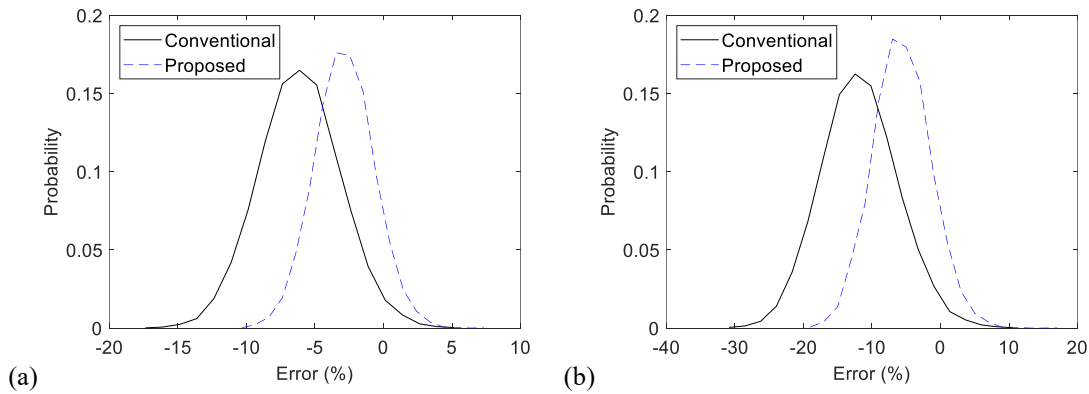 0.2
0.15
0.1
0.05
0
Probability
Conventional
Proposed
-20 -15 -10 -5 0 5 10
Error (%)
(a)
0.2
0.15
0.1
0.05
0
Probability
Conventional
Proposed
-40 -30 -20 -10 0 10 20
Error (%)
(b)